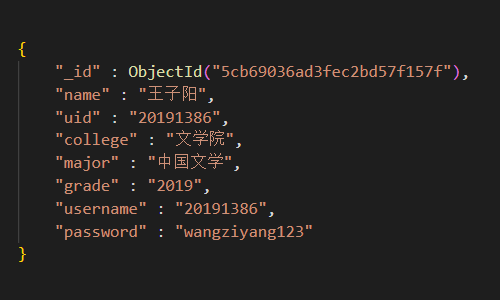 {
"_id" : ObjectId("5cb69036ad3fec2bd57f157f"),
"name" : "王子阳",
"uid" : "20191386",
"college" : "文学院",
"major" : "中国文学",
"grade" : "2019",
"username" : "20191386",
"password" : "wangziyang123"
}